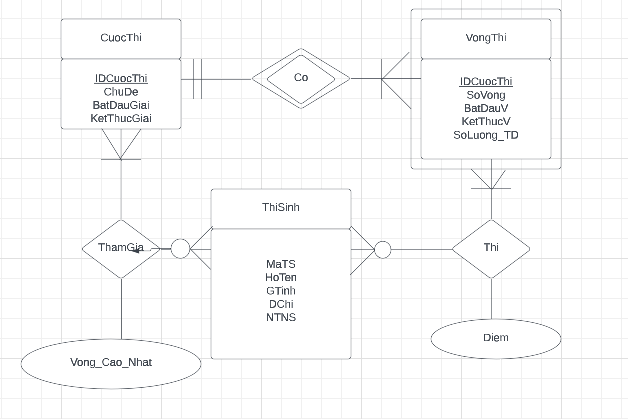 CuocThi
IDCuocThi
ChuDe
BatDauGiai
KetThucGiai
Co
VongThi
IDCuocThi
SoVong
BatDauV
KetThucV
SoLuong_TD
ThamGia
ThiSinh
MaTS
HoTen
GTinh
DChi
NTNS
Thi
Vong_Cao_Nhat
Diem